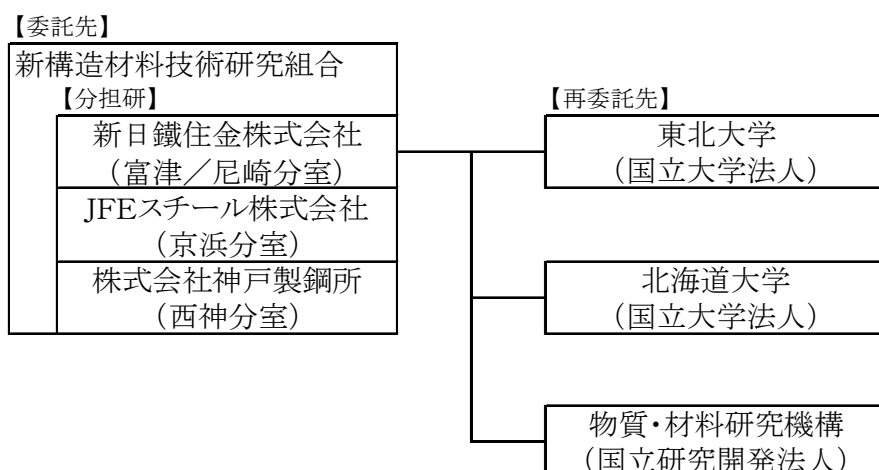 【委託先】
新構造材料技術研究組合
【分担研】
新日鐵住金株式会社
（富津／尼崎分室）
JFEスチール株式会社
（京浜分室）
株式会社神戸製鋼所
（西神分室）
【再委託先】
東北大学
（国立大学法人）
北海道大学
（国立大学法人）
物質・材料研究機構
（国立研究開発法人）